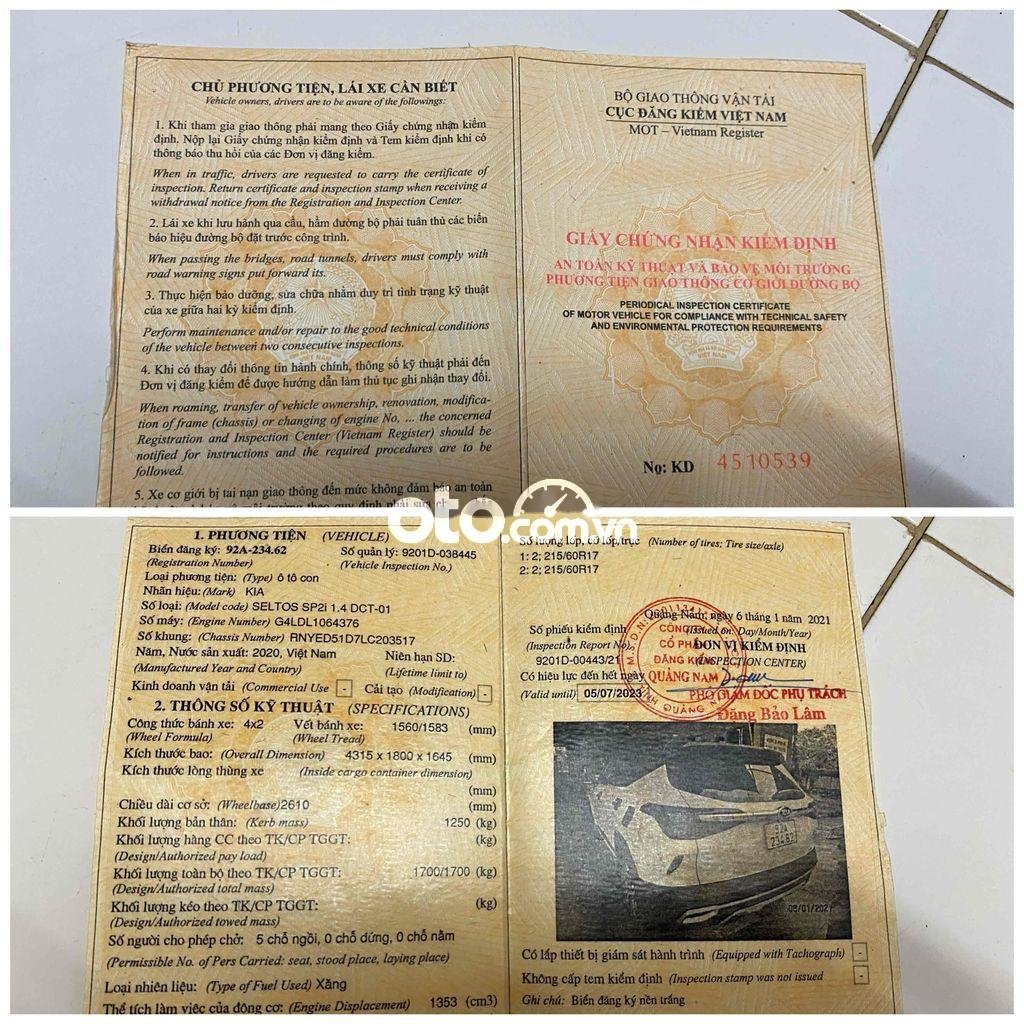 CHỦ PHƯƠNG TIỆN, LÁI XE CẦN BIẾT
Vehicle owners, drivers are to be aware of the followings:
1. Khi tham gia giao thông phải mang theo Giấy chứng nhận kiểm
định. Nộp lại Giấy chứng nhận kiểm định và Tem kiểm định khi có
thông báo thu hồi của các Đơn vị đăng kiểm.
When in traffic, drivers are requested to carry the certificate of
inspection. Return certificate and inspection stamp when receiving a
withdrawal notice from the Registration and Inspection Center.
2. Lái xe khi lưu hành qua cầu, hầm đường bộ phải tuân thủ các biển
báo hiệu đường bộ đặt trước công trình.
When passing the bridges, road tunnels, drivers must comply with
road warning signs put forward its.
3. Thực hiện bảo dưỡng, sửa chữa nhằm duy trì tình trạng kỹ thuật
của xe giữa hai kỳ kiểm định.
Perform maintenance and/or repair to the good technical conditions
of the vehicle between two consecutive inspections.
4. Khi có thay đổi thông tin hành chính, thông số kỹ thuật phải đến
Đơn vị đăng kiểm để được hướng dẫn làm thủ tục ghi nhận thay đổi.
When roaming, transfer of vehicle ownership, renovation, modifica-
tion of frame (chassis) or changing of engine No, ... the concerned
Registration and Inspection Center (Vietnam Register) should be
notified for instructions and the required procedures are to be
followed.
5. Xe cơ giới bị tai nạn giao thông đến mức không đảm bảo an toàn
BỘ GIAO THÔNG VẬN TẢI
CỤC ĐĂNG KIỂM VIỆT NAM
MOT – Vietnam Register
GIẤY CHỨNG NHẬN KIỂM ĐỊNH
AN TOÀN KỸ THUẬT VÀ BẢO VỆ MÔI TRƯỜNG
PHƯƠNG TIỆN GIAO THÔNG CƠ GIỚI ĐƯỜNG BỘ
PERIODICAL INSPECTION CERTIFICATE
OF MOTOR VEHICLE FOR COMPLIANCE WITH TECHNICAL SAFETY
AND ENVIRONMENTAL PROTECTION REQUIREMENTS
VIỆT NAM
No: KD 4510539
oto.com.vn
1. PHƯƠNG TIỆN (VEHICLE)
Biển đăng ký: 92A-234.62 Số quản lý: 9201D-038445
(Registration Number) (Vehicle Inspection No.)
Loại phương tiện: (Type) ô tô con
Nhãn hiệu: (Mark) KIA
Số loại: (Model code) SELTOS SP2i 1.4 DCT-01
Số máy: (Engine Number) G4LDL1064376
Số khung: (Chassis Number) RNYED51D7LC203517
Năm, Nước sản xuất: 2020, Việt Nam Niên hạn SD:
(Manufactured Year and Country) (Lifetime limit to)
Kinh doanh vận tải (Commercial Use) - Cải tạo (Modification) -
2. THÔNG SỐ KỸ THUẬT (SPECIFICATIONS)
Công thức bánh xe: 4x2 Vết bánh xe: 1560/1583 (mm)
(Wheel Formula) (Wheel Tread)
Kích thước bao: (Overall Dimension) 4315 x 1800 x 1645 (mm)
Kích thước lòng thùng xe (Inside cargo container dimension)
(mm)
Chiều dài cơ sở: (Wheelbase) 2610 (mm)
Khối lượng bản thân: (Kerb mass) 1250 (kg)
Khối lượng hàng CC theo TK/CP TGGT: (kg)
(Design/Authorized pay load)
Khối lượng toàn bộ theo TK/CP TGGT: 1700/1700 (kg)
(Design/Authorized total mass)
Khối lượng kéo theo TK/CP TGGT: (kg)
(Design/Authorized towed mass)
Số người cho phép chở: 5 chỗ ngồi, 0 chỗ đứng, 0 chỗ nằm
(Permissible No. of Pers Carried: seat, stood place, laying place)
Loại nhiên liệu: (Type of Fuel Used) Xăng
Thể tích làm việc của động cơ: (Engine Displacement) 1353 (cm3)
Số lượng lốp, cỡ lốp/trục (Number of tires; Tire size/axle)
1: 2; 215/60R17
2: 2; 215/60R17
Quảng Nam, ngày 6 tháng 1 năm 2021
(Issued on: Day/Month/Year)
Số phiếu kiểm định ĐƠN VỊ KIỂM ĐỊNH
(Inspection Report No) (INSPECTION CENTER)
9201D-00443/21
Có hiệu lực đến hết ngày
(Valid until) 05/07/2023
CÔNG TY
CỔ PHẦN
ĐĂNG KIỂM
QUẢNG NAM
PHÓ GIÁM ĐỐC PHỤ TRÁCH
Đặng Bảo Lâm
92A
234.62
Có lắp thiết bị giám sát hành trình (Equipped with Tachograph) -
Không cấp tem kiểm định (Inspection stamp was not issued -
Ghi chú: Biển đăng ký nền trắng